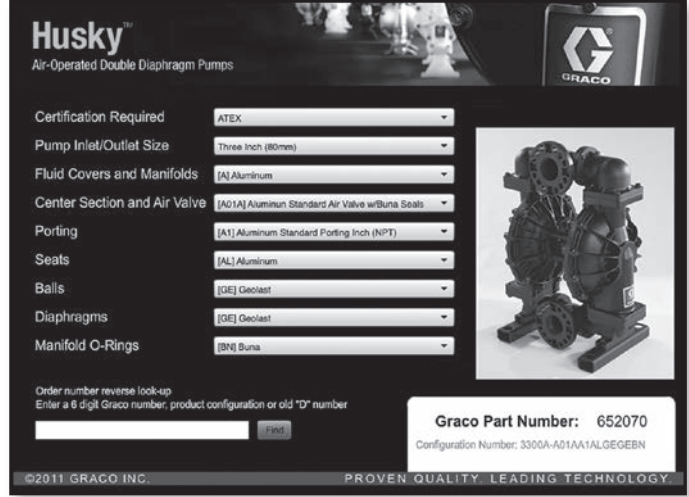 Husky™
Air-Operated Double Diaphragm Pumps
GRACO
Certification Required ATEX
Pump Inlet/Outlet Size Three Inch (80mm)
Fluid Covers and Manifolds [A] Aluminum
Center Section and Air Valve [A01A] Aluminun Standard Air Valve w/Buna Seals
Porting [A1] Aluminum Standard Porting Inch (NPT)
Seats [AL] Aluminum
Balls [GE] Geolast
Diaphragms [GE] Geolast
Manifold O-Rings [BN] Buna
Order number reverse look-up
Enter a 6 digit Graco number, product configuration or old "D" number
Find
Graco Part Number: 652070
Configuration Number: 3300A-A01AA1ALGEGEBN
©2011 GRACO INC. PROVEN QUALITY. LEADING TECHNOLOGY.